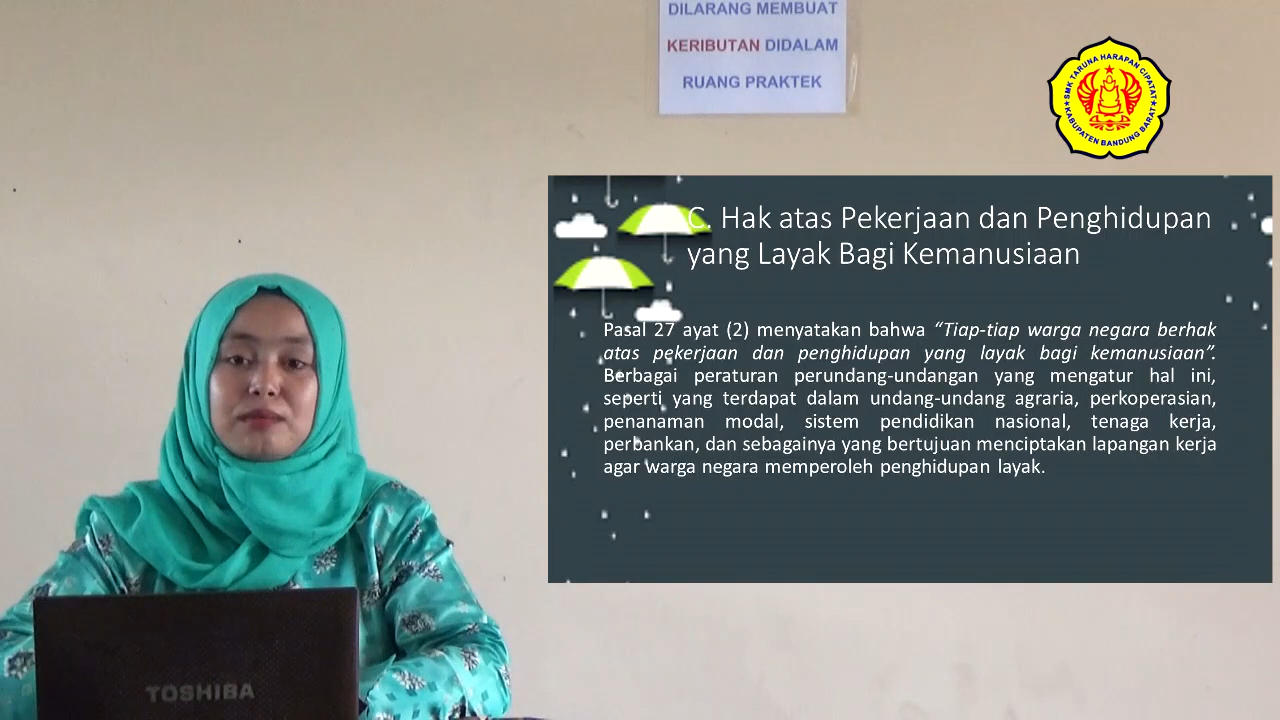 DILARANG MEMBUAT
KERIBUTAN DIDALAM
RUANG PRAKTEK
SMK TARUNA HARAPAN CIPATAT
KABUPATEN BANDUNG BARAT
C. Hak atas Pekerjaan dan Penghidupan
yang Layak Bagi Kemanusiaan
Pasal 27 ayat (2) menyatakan bahwa “Tiap-tiap warga negara berhak
atas pekerjaan dan penghidupan yang layak bagi kemanusiaan”.
Berbagai peraturan perundang-undangan yang mengatur hal ini,
seperti yang terdapat dalam undang-undang agraria, perkoperasian,
penanaman modal, sistem pendidikan nasional, tenaga kerja,
perbankan, dan sebagainya yang bertujuan menciptakan lapangan kerja
agar warga negara memperoleh penghidupan layak.
TOSHIBA